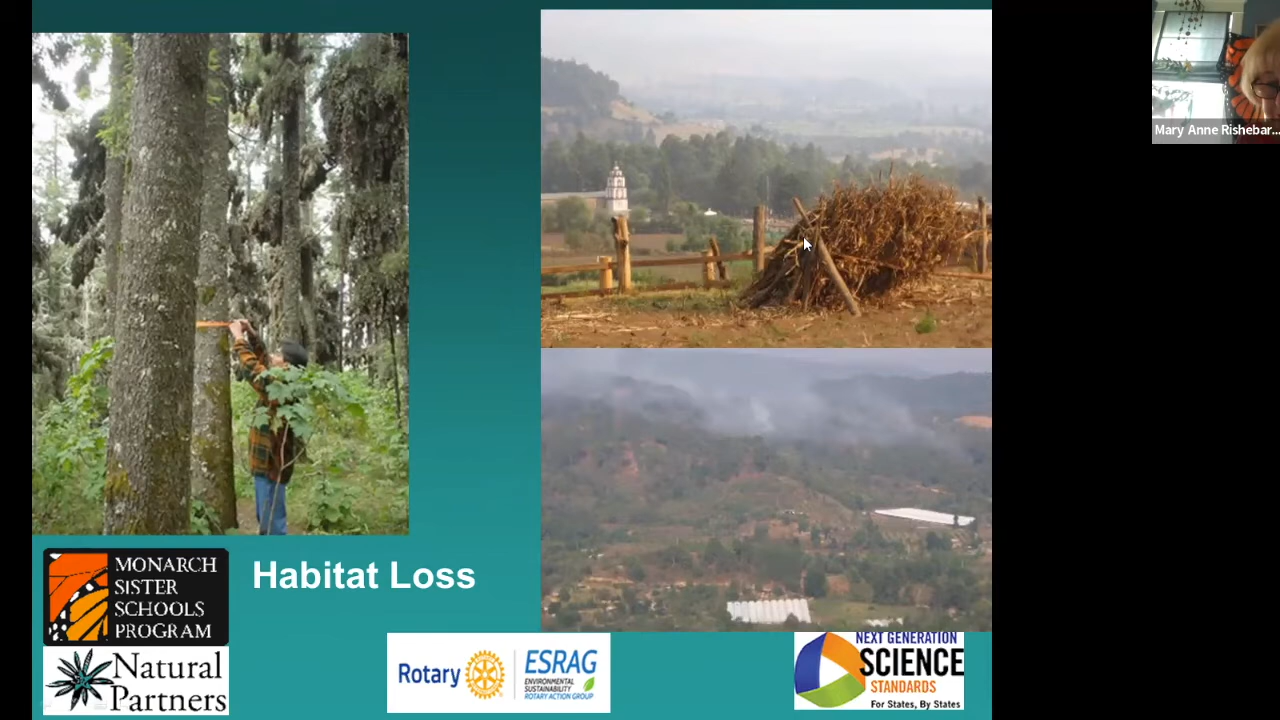 Mary Anne Rishebar...
MONARCH
SISTER
SCHOOLS
PROGRAM
Habitat Loss
Natural
Partners
Rotary
ESRAG
ENVIRONMENTAL
SUSTAINABILITY
ROTARY ACTION GROUP
NEXT GENERATION
SCIENCE
STANDARDS
For States, By States